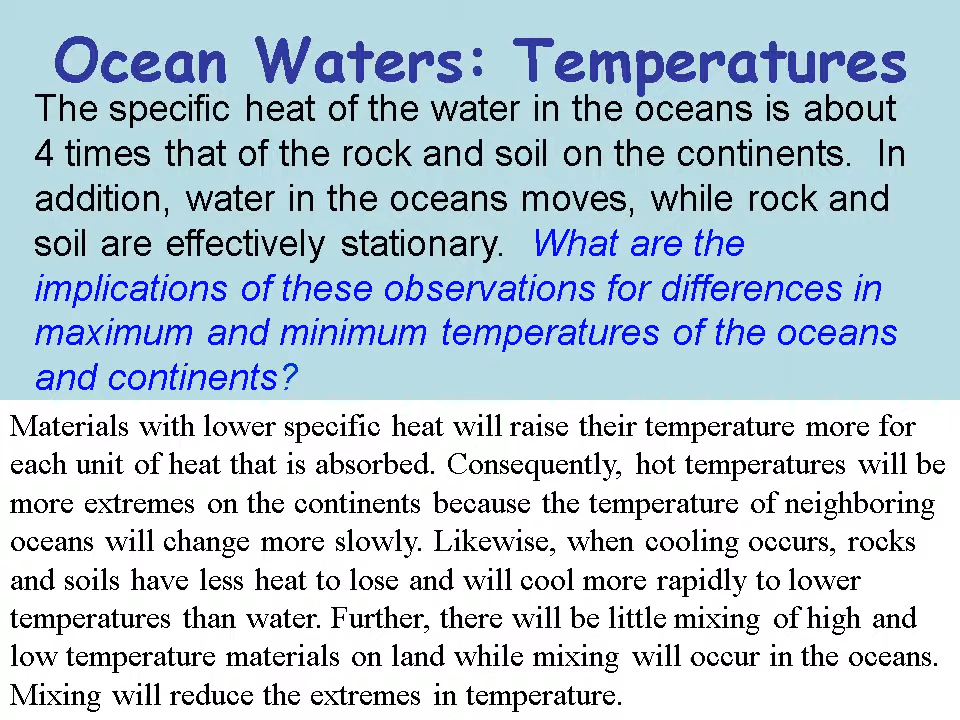 Ocean Waters: Temperatures
The specific heat of the water in the oceans is about
4 times that of the rock and soil on the continents.  In
addition, water in the oceans moves, while rock and
soil are effectively stationary.  What are the
implications of these observations for differences in
maximum and minimum temperatures of the oceans
and continents?
Materials with lower specific heat will raise their temperature more for
each unit of heat that is absorbed. Consequently, hot temperatures will be
more extremes on the continents because the temperature of neighboring
oceans will change more slowly. Likewise, when cooling occurs, rocks
and soils have less heat to lose and will cool more rapidly to lower
temperatures than water. Further, there will be little mixing of high and
low temperature materials on land while mixing will occur in the oceans.
Mixing will reduce the extremes in temperature.